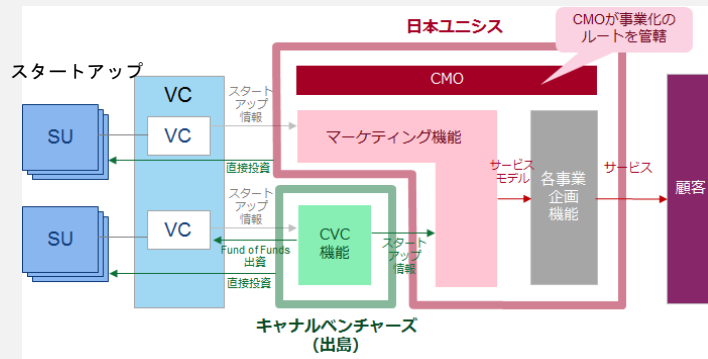 日本ユニシス
CMOが事業化の
ルートを管轄
スタートアップ
CMO
VC
スタート
アップ
情報
SU
VC
マーケティング機能
直接投資
サービス
モデル
サービス
各事業
企画
機能
顧客
スタート
アップ
情報
SU
VC
CVC
機能
Fund of Funds
出資
スタート
アップ
情報
直接投資
キャナルベンチャーズ
(出島)